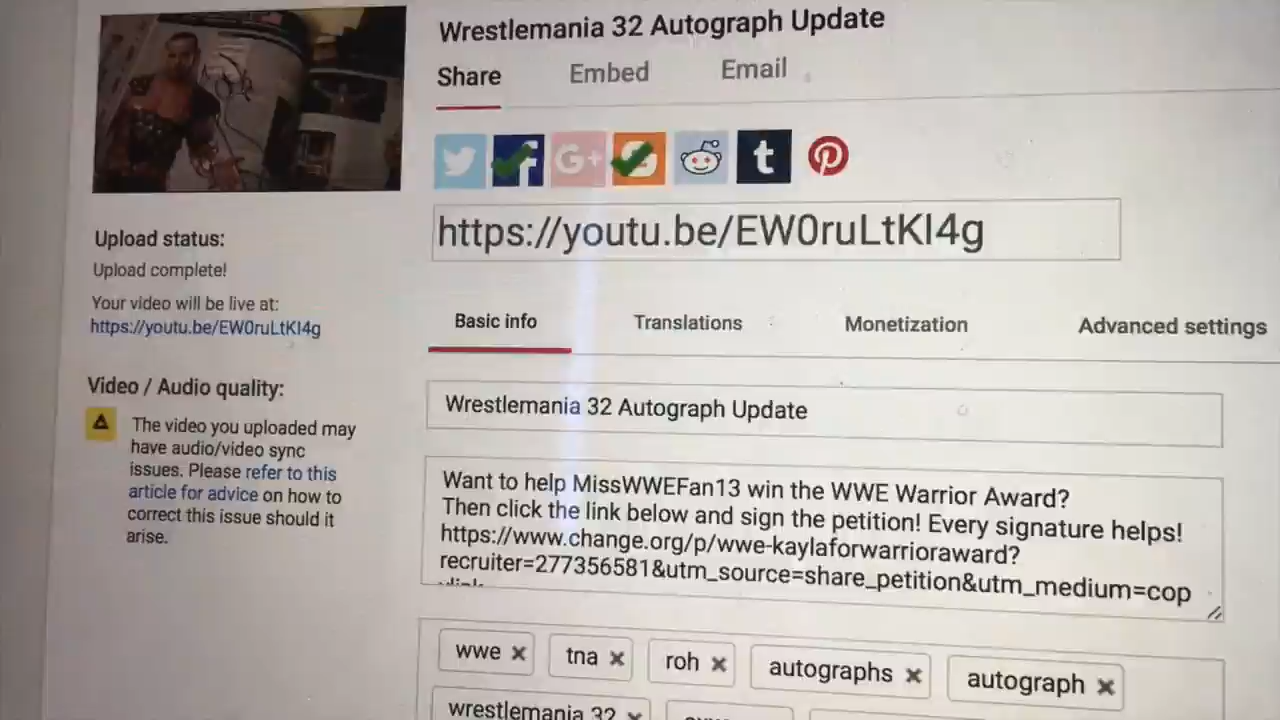 Wrestlemania 32 Autograph Update
Share Embed Email
G+
t
https://youtu.be/EW0ruLtKI4g
Upload status:
Upload complete!
Your video will be live at:
https://youtu.be/EW0ruLtKI4g
Video / Audio quality:
The video you uploaded may
have audio/video sync
issues. Please refer to this
article for advice on how to
correct this issue should it
arise.
Basic info Translations Monetization Advanced settings
Wrestlemania 32 Autograph Update
Want to help MissWWEFan13 win the WWE Warrior Award?
Then click the link below and sign the petition! Every signature helps!
https://www.change.org/p/wwe-kaylaforwarrioraward?
recruiter=277356581&utm_source=share_petition&utm_medium=cop
wwe × tna × roh × autographs × autograph ×
wrestlemania 32 ×